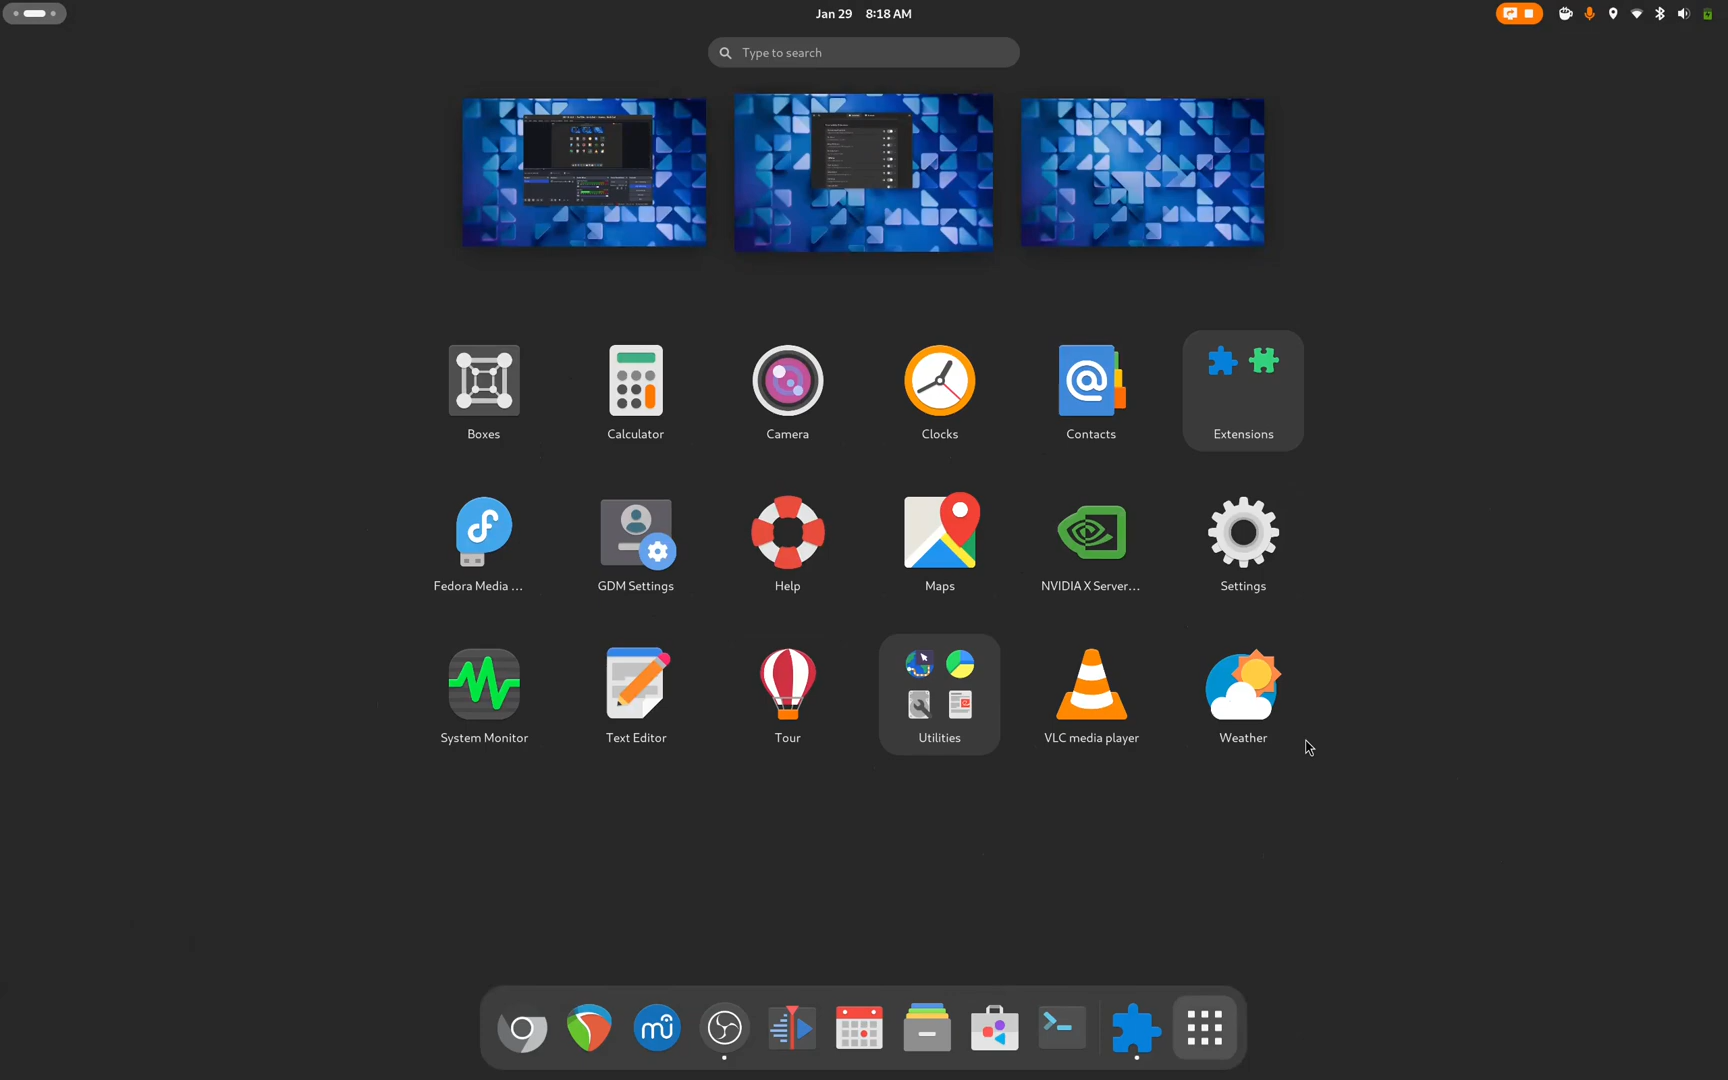 Jan 29 8:18 AM
Type to search
Boxes
Calculator
Camera
Clocks
Contacts
Extensions
Fedora Media ...
GDM Settings
Help
Maps
NVIDIA X Server...
Settings
System Monitor
Text Editor
Tour
Utilities
VLC media player
Weather